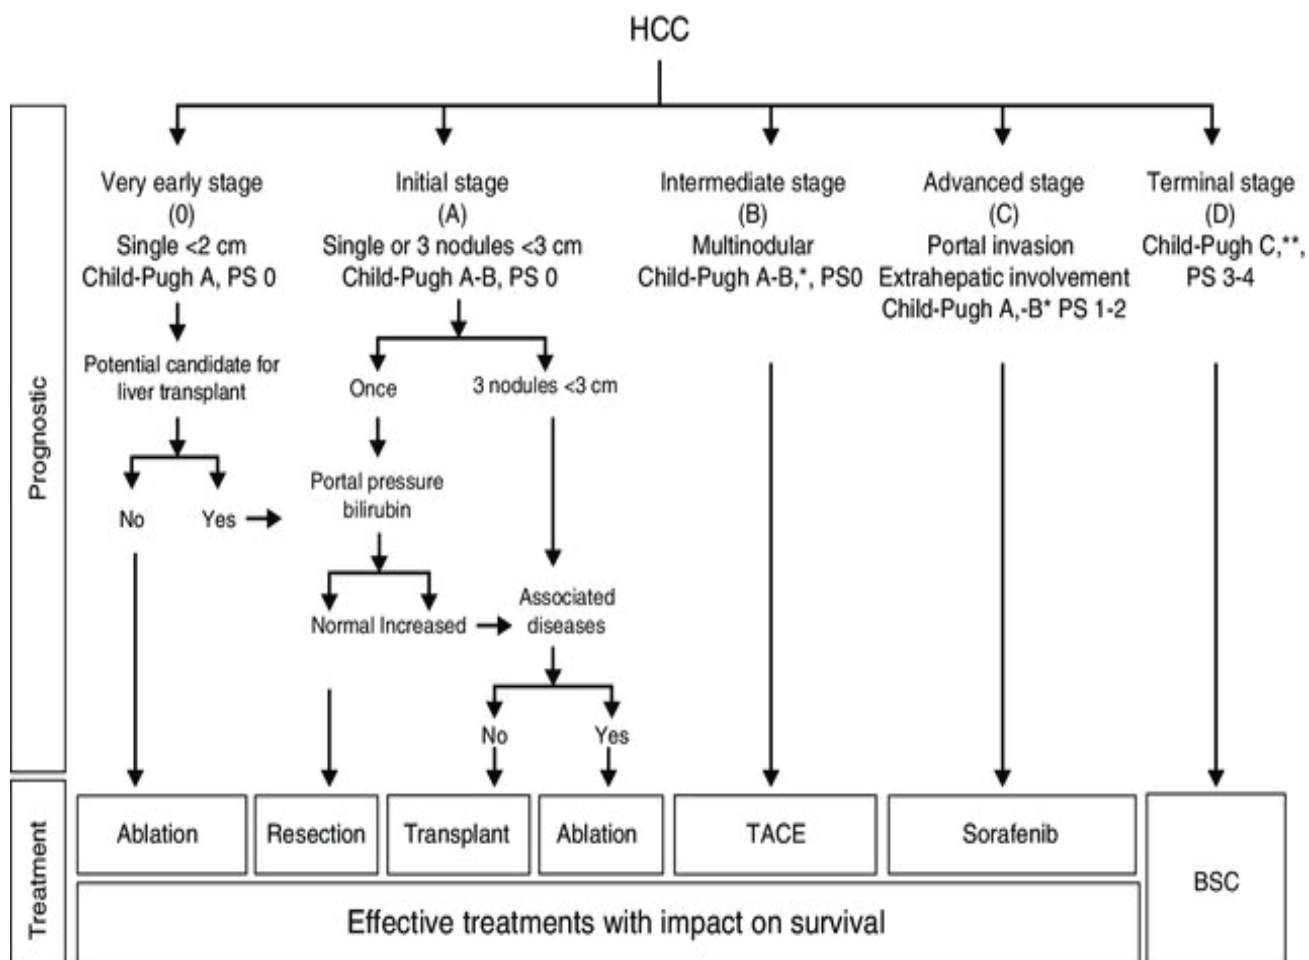 HCC
Very early stage
(0)
Single <2 cm
Child-Pugh A, PS 0
Initial stage
(A)
Single or 3 nodules <3 cm
Child-Pugh A-B, PS 0
Intermediate stage
(B)
Multinodular
Child-Pugh A-B,*, PS0
Advanced stage
(C)
Portal invasion
Extrahepatic involvement
Child-Pugh A,-B* PS 1-2
Terminal stage
(D)
Child-Pugh C,**,
PS 3-4
Prognostic
Potential candidate for
liver transplant
No
Yes
Once
3 nodules <3 cm
Portal pressure
bilirubin
Normal Increased
Associated
diseases
No
Yes
Treatment
Ablation
Resection
Transplant
Ablation
TACE
Sorafenib
BSC
Effective treatments with impact on survival